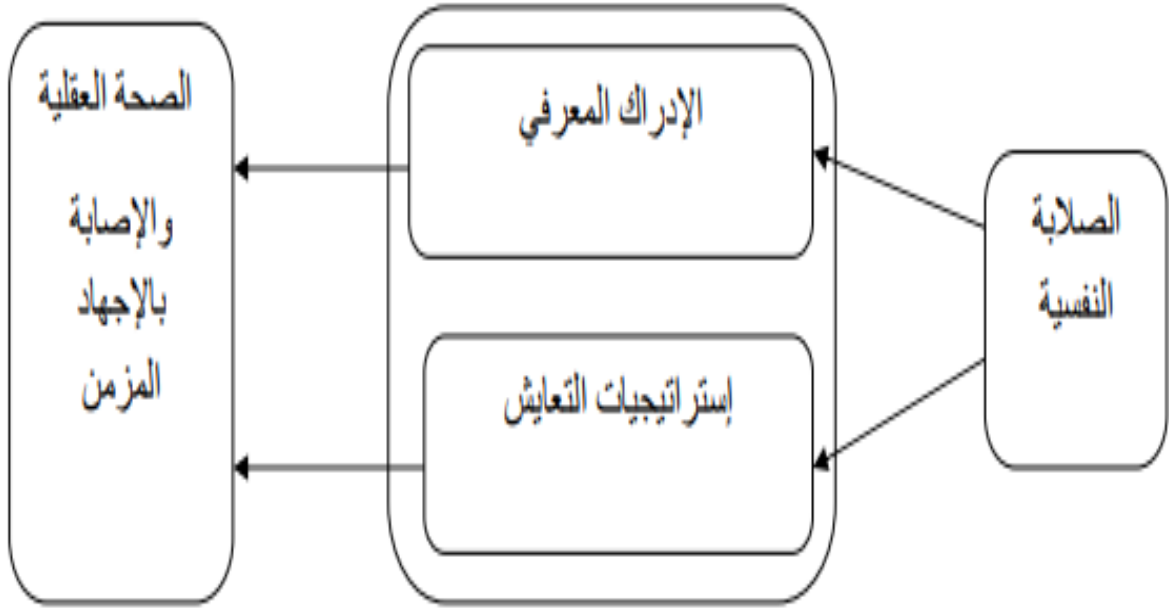 الصلابة
النفسية
الإدراك المعرفي
إستراتيجيات التعايش
الصحة العقلية
والإصابة
بالإجهاد
المزمن